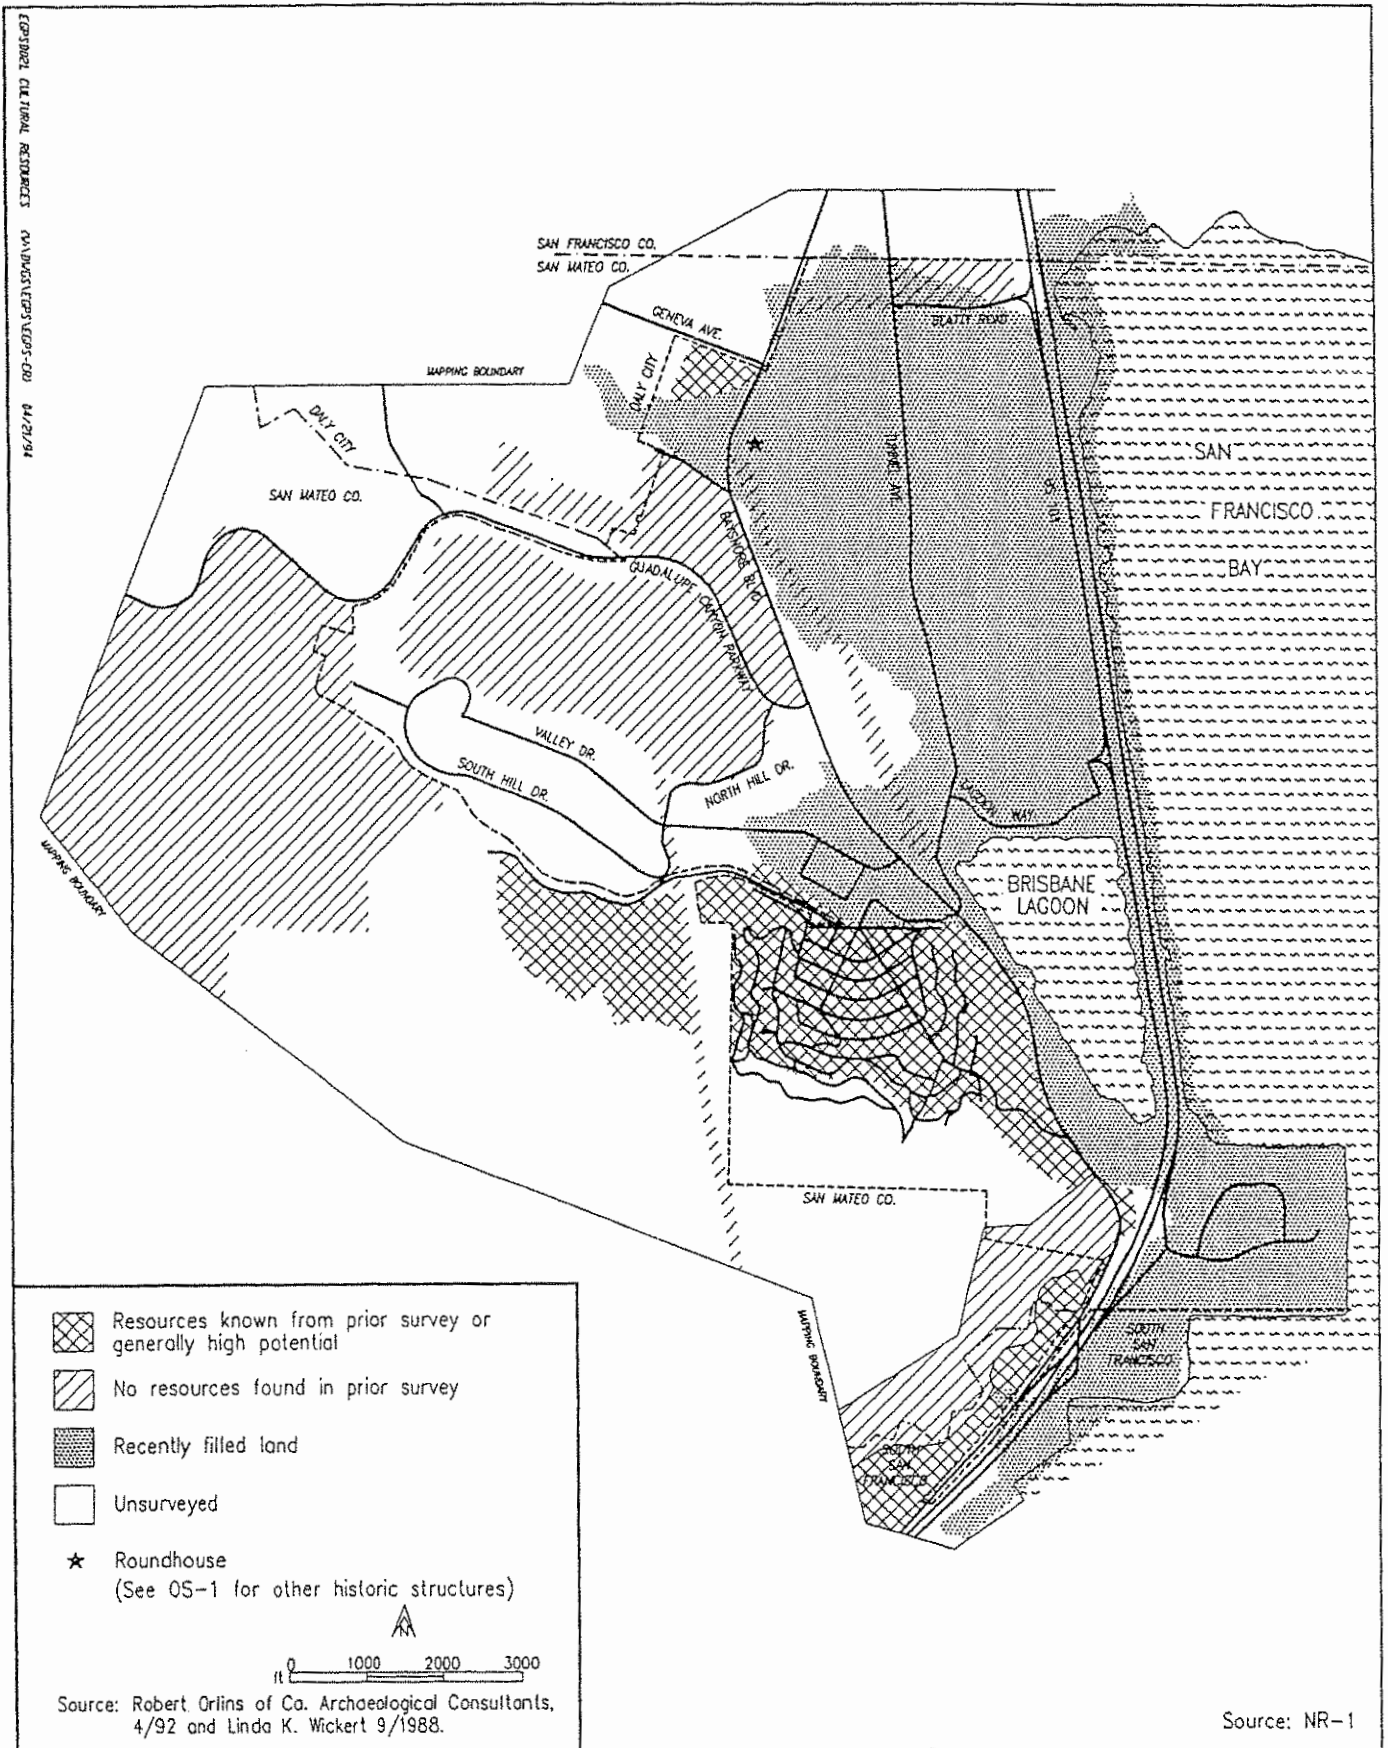 EGPSD021 CULTURAL RESOURCES
04/21/94
SAN FRANCISCO CO.
SAN MATEO CO.
GENEVA AVE.
BEATTY ROAD
MAPPING BOUNDARY
DALY CITY
DALY CITY
SAN MATEO CO.
TUNNEL AVE
US 101
SAN
FRANCISCO
BAY
BAYSHORE BLVD.
GUADALUPE CANYON PARKWAY
VALLEY DR.
SOUTH HILL DR.
NORTH HILL DR.
LAGOON WAY
MAPPING BOUNDARY
BRISBANE
LAGOON
SAN MATEO CO.
MAPPING BOUNDARY
SOUTH
SAN
FRANCISCO
SOUTH
SAN
FRANCISCO
Resources known from prior survey or
generally high potential
No resources found in prior survey
Recently filled land
Unsurveyed
Roundhouse
(See OS-1 for other historic structures)
N
ft 0 1000 2000 3000
Source: Robert Orlins of Ca. Archaeological Consultants,
4/92 and Linda K. Wickert 9/1988.
Source: NR-1